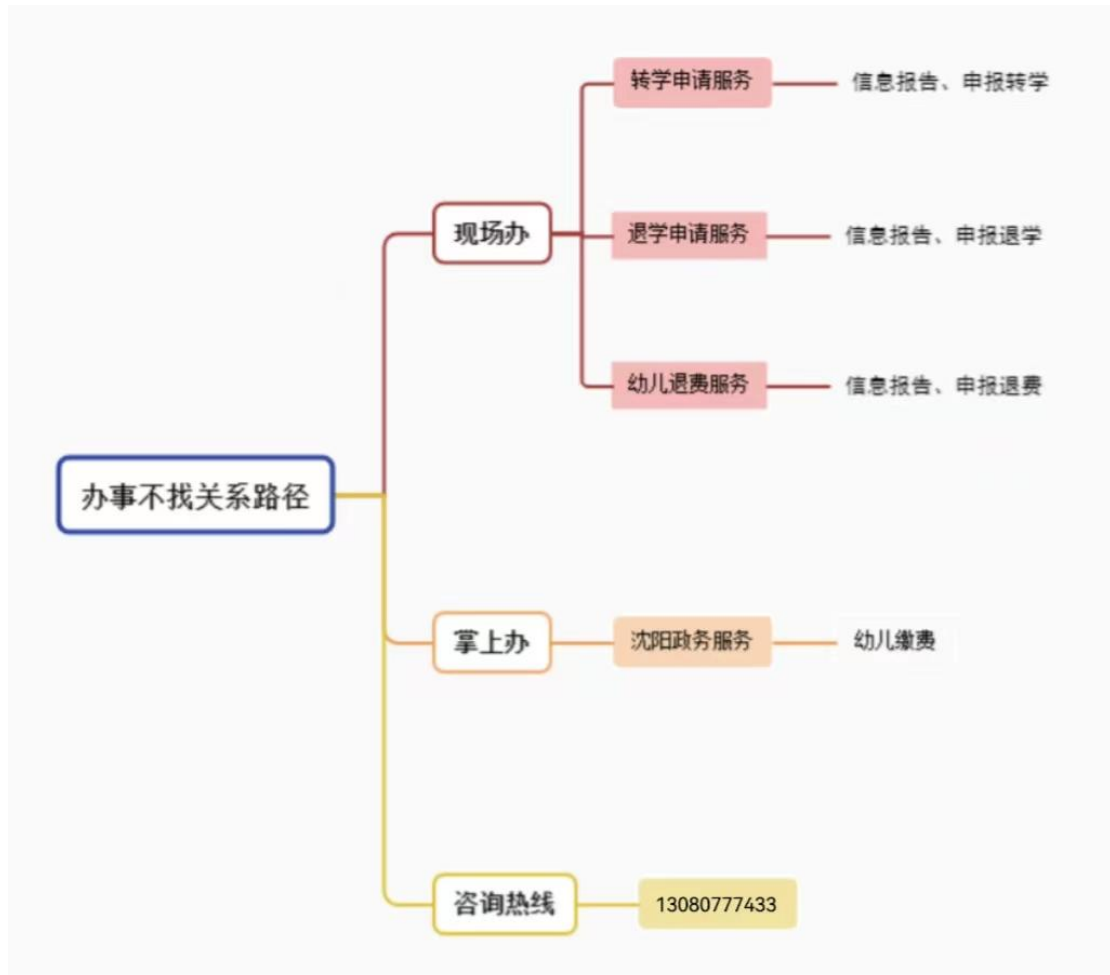 办事不找关系路径
现场办
转学申请服务
信息报告、申报转学
退学申请服务
信息报告、申报退学
幼儿退费服务
信息报告、申报退费
掌上办
沈阳政务服务
幼儿缴费
咨询热线
13080777433